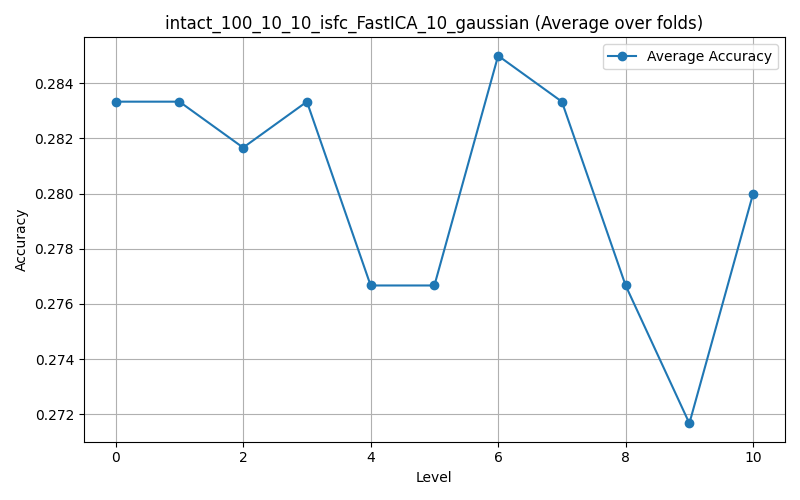 intact_100_10_10_isfc_FastICA_10_gaussian (Average over folds)
Average Accuracy
0.284
0.282
0.280
0.278
0.276
0.274
0.272
Accuracy
0 2 4 6 8 10
Level